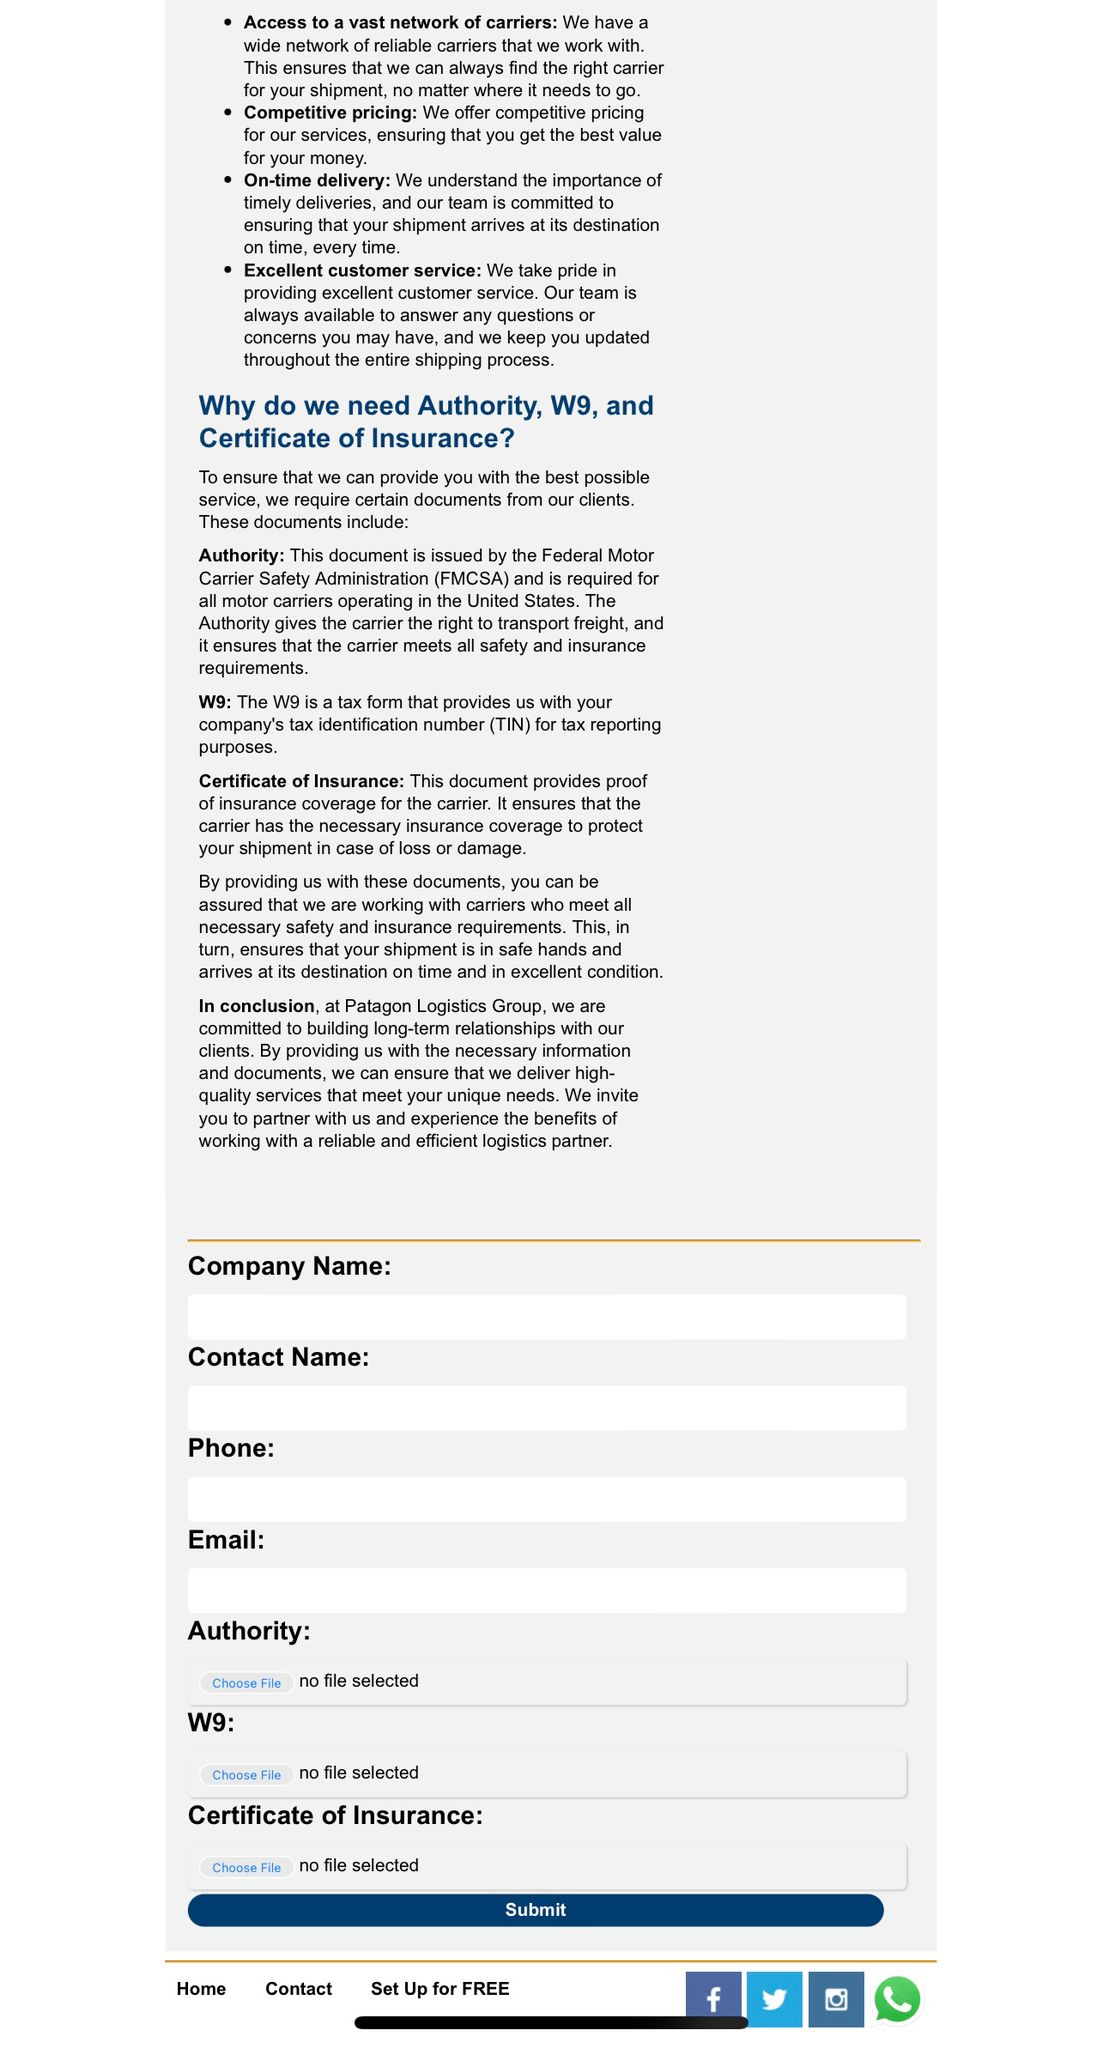 • Access to a vast network of carriers: We have a
wide network of reliable carriers that we work with.
This ensures that we can always find the right carrier
for your shipment, no matter where it needs to go.
• Competitive pricing: We offer competitive pricing
for our services, ensuring that you get the best value
for your money.
• On-time delivery: We understand the importance of
timely deliveries, and our team is committed to
ensuring that your shipment arrives at its destination
on time, every time.
• Excellent customer service: We take pride in
providing excellent customer service. Our team is
always available to answer any questions or
concerns you may have, and we keep you updated
throughout the entire shipping process.
Why do we need Authority, W9, and
Certificate of Insurance?
To ensure that we can provide you with the best possible
service, we require certain documents from our clients.
These documents include:
Authority: This document is issued by the Federal Motor
Carrier Safety Administration (FMCSA) and is required for
all motor carriers operating in the United States. The
Authority gives the carrier the right to transport freight, and
it ensures that the carrier meets all safety and insurance
requirements.
W9: The W9 is a tax form that provides us with your
company's tax identification number (TIN) for tax reporting
purposes.
Certificate of Insurance: This document provides proof
of insurance coverage for the carrier. It ensures that the
carrier has the necessary insurance coverage to protect
your shipment in case of loss or damage.
By providing us with these documents, you can be
assured that we are working with carriers who meet all
necessary safety and insurance requirements. This, in
turn, ensures that your shipment is in safe hands and
arrives at its destination on time and in excellent condition.
In conclusion, at Patagon Logistics Group, we are
committed to building long-term relationships with our
clients. By providing us with the necessary information
and documents, we can ensure that we deliver high-
quality services that meet your unique needs. We invite
you to partner with us and experience the benefits of
working with a reliable and efficient logistics partner.
Company Name:
Contact Name:
Phone:
Email:
Authority:
Choose File no file selected
W9:
Choose File no file selected
Certificate of Insurance:
Choose File no file selected
Submit
Home Contact Set Up for FREE